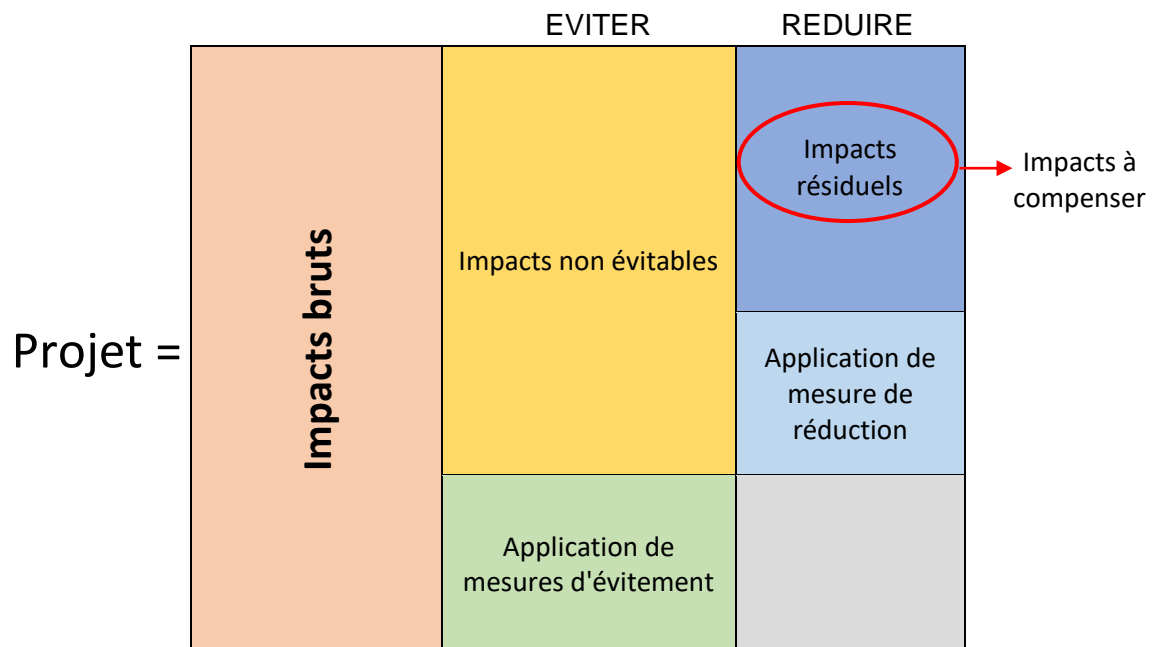 EVITER
REDUIRE
Projet =
Impacts bruts
Impacts non évitables
Application de
mesures d'évitement
Impacts
résiduels
Application de
mesure de
réduction
Impacts à
compenser